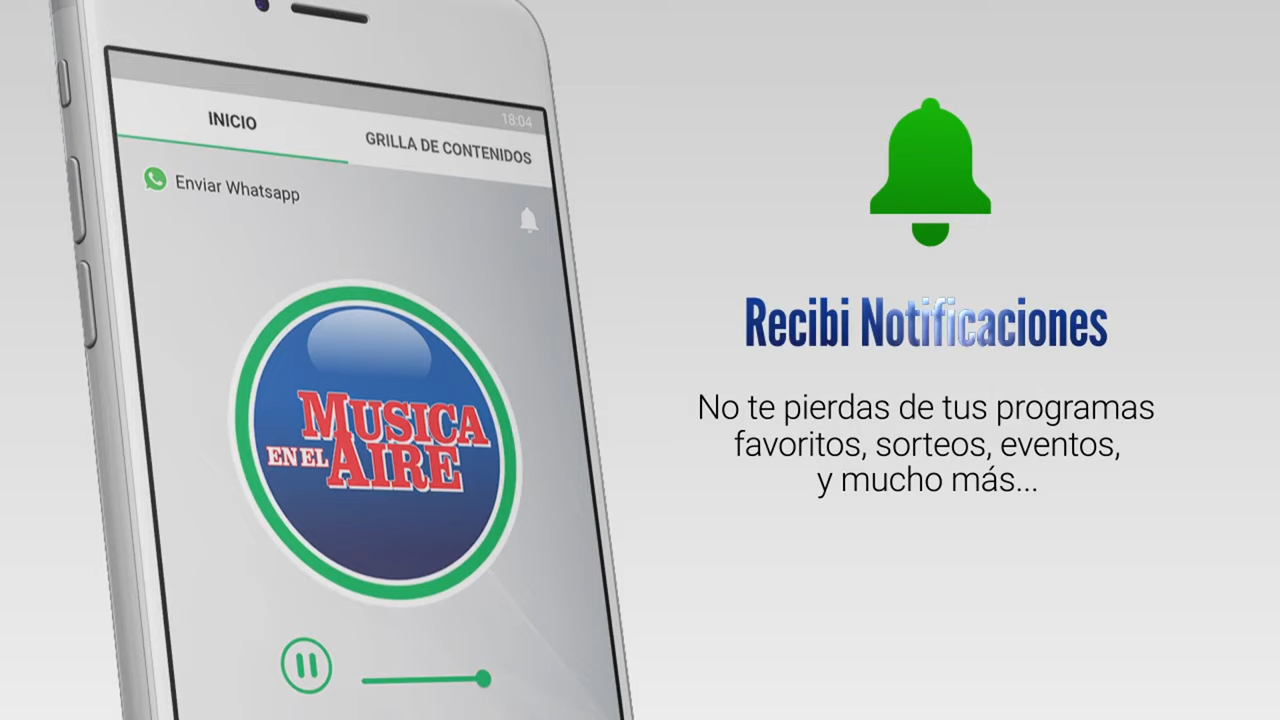 18:04
INICIO
GRILLA DE CONTENIDOS
Enviar Whatsapp
MUSICA
EN EL AIRE
Recibi Notificaciones
No te pierdas de tus programas
favoritos, sorteos, eventos,
y mucho más...